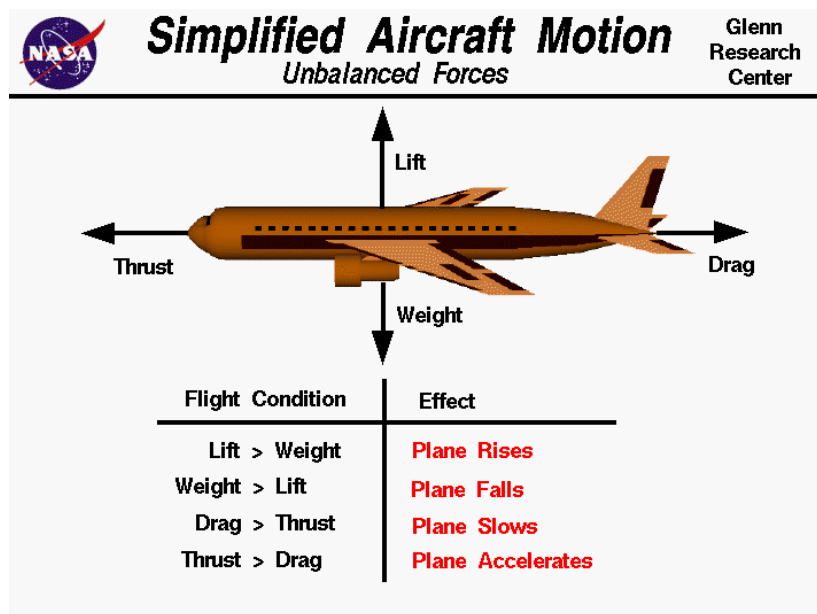 NASA
Simplified Aircraft Motion
Unbalanced Forces
Glenn
Research
Center
Lift
Thrust
Drag
Weight
Flight Condition Effect
Lift > Weight Plane Rises
Weight > Lift Plane Falls
Drag > Thrust Plane Slows
Thrust > Drag Plane Accelerates